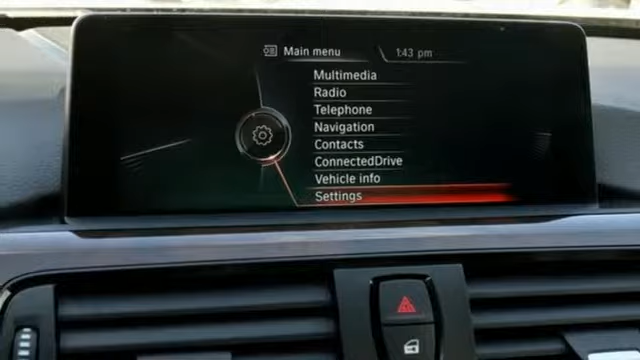 Main menu
1:43 pm
Multimedia
Radio
Telephone
Navigation
Contacts
ConnectedDrive
Vehicle info
Settings